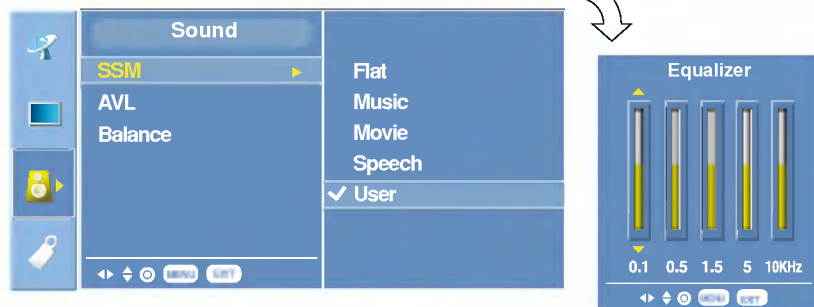 Sound
SSM
AVL
Balance
MENU EXIT
Flat
Music
Movie
Speech
User
Equalizer
0.1 0.5 1.5 5 10KHz
MENU EXIT